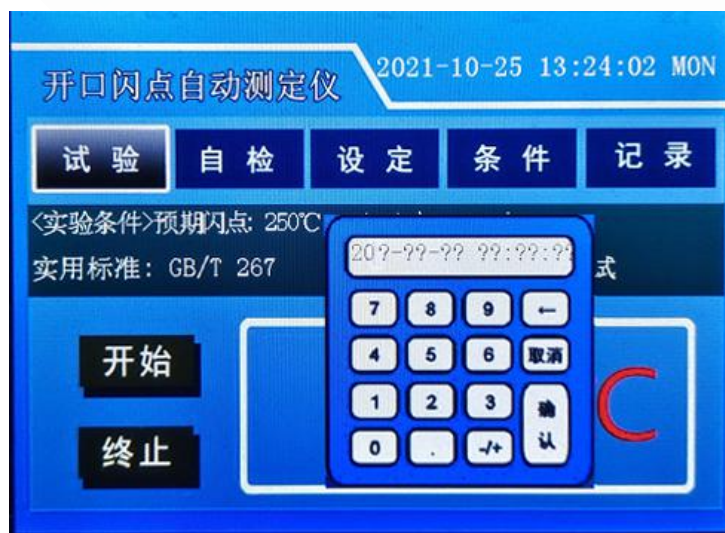 2021-10-25 13:24:02 MON
开口闪点自动测定仪
试验 自检 设定 条件 记录
<实验条件>预期闪点: 250℃
20?-??-?? ??:??:??
实用标准: GB/T 267 式
7 8 9 ←
开始 4 5 6 取消
1 2 3 确认
C
终止 0 . -/+